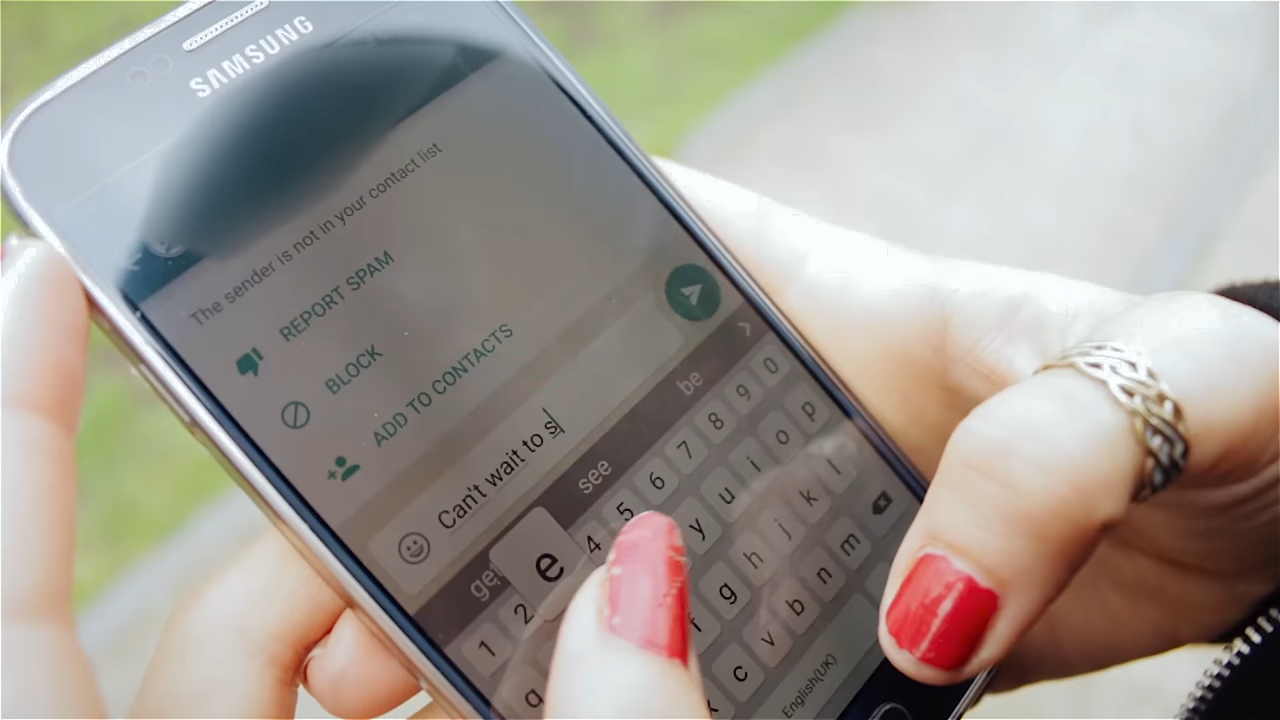 SAMSUNG
The sender is not in your contact list
REPORT SPAM
BLOCK
ADD TO CONTACTS
Can't wait to s
get see be
e
1 2 4 5 6 7 8 9 0
q y u i o p
f g h j k l
c v b n m
English(UK)